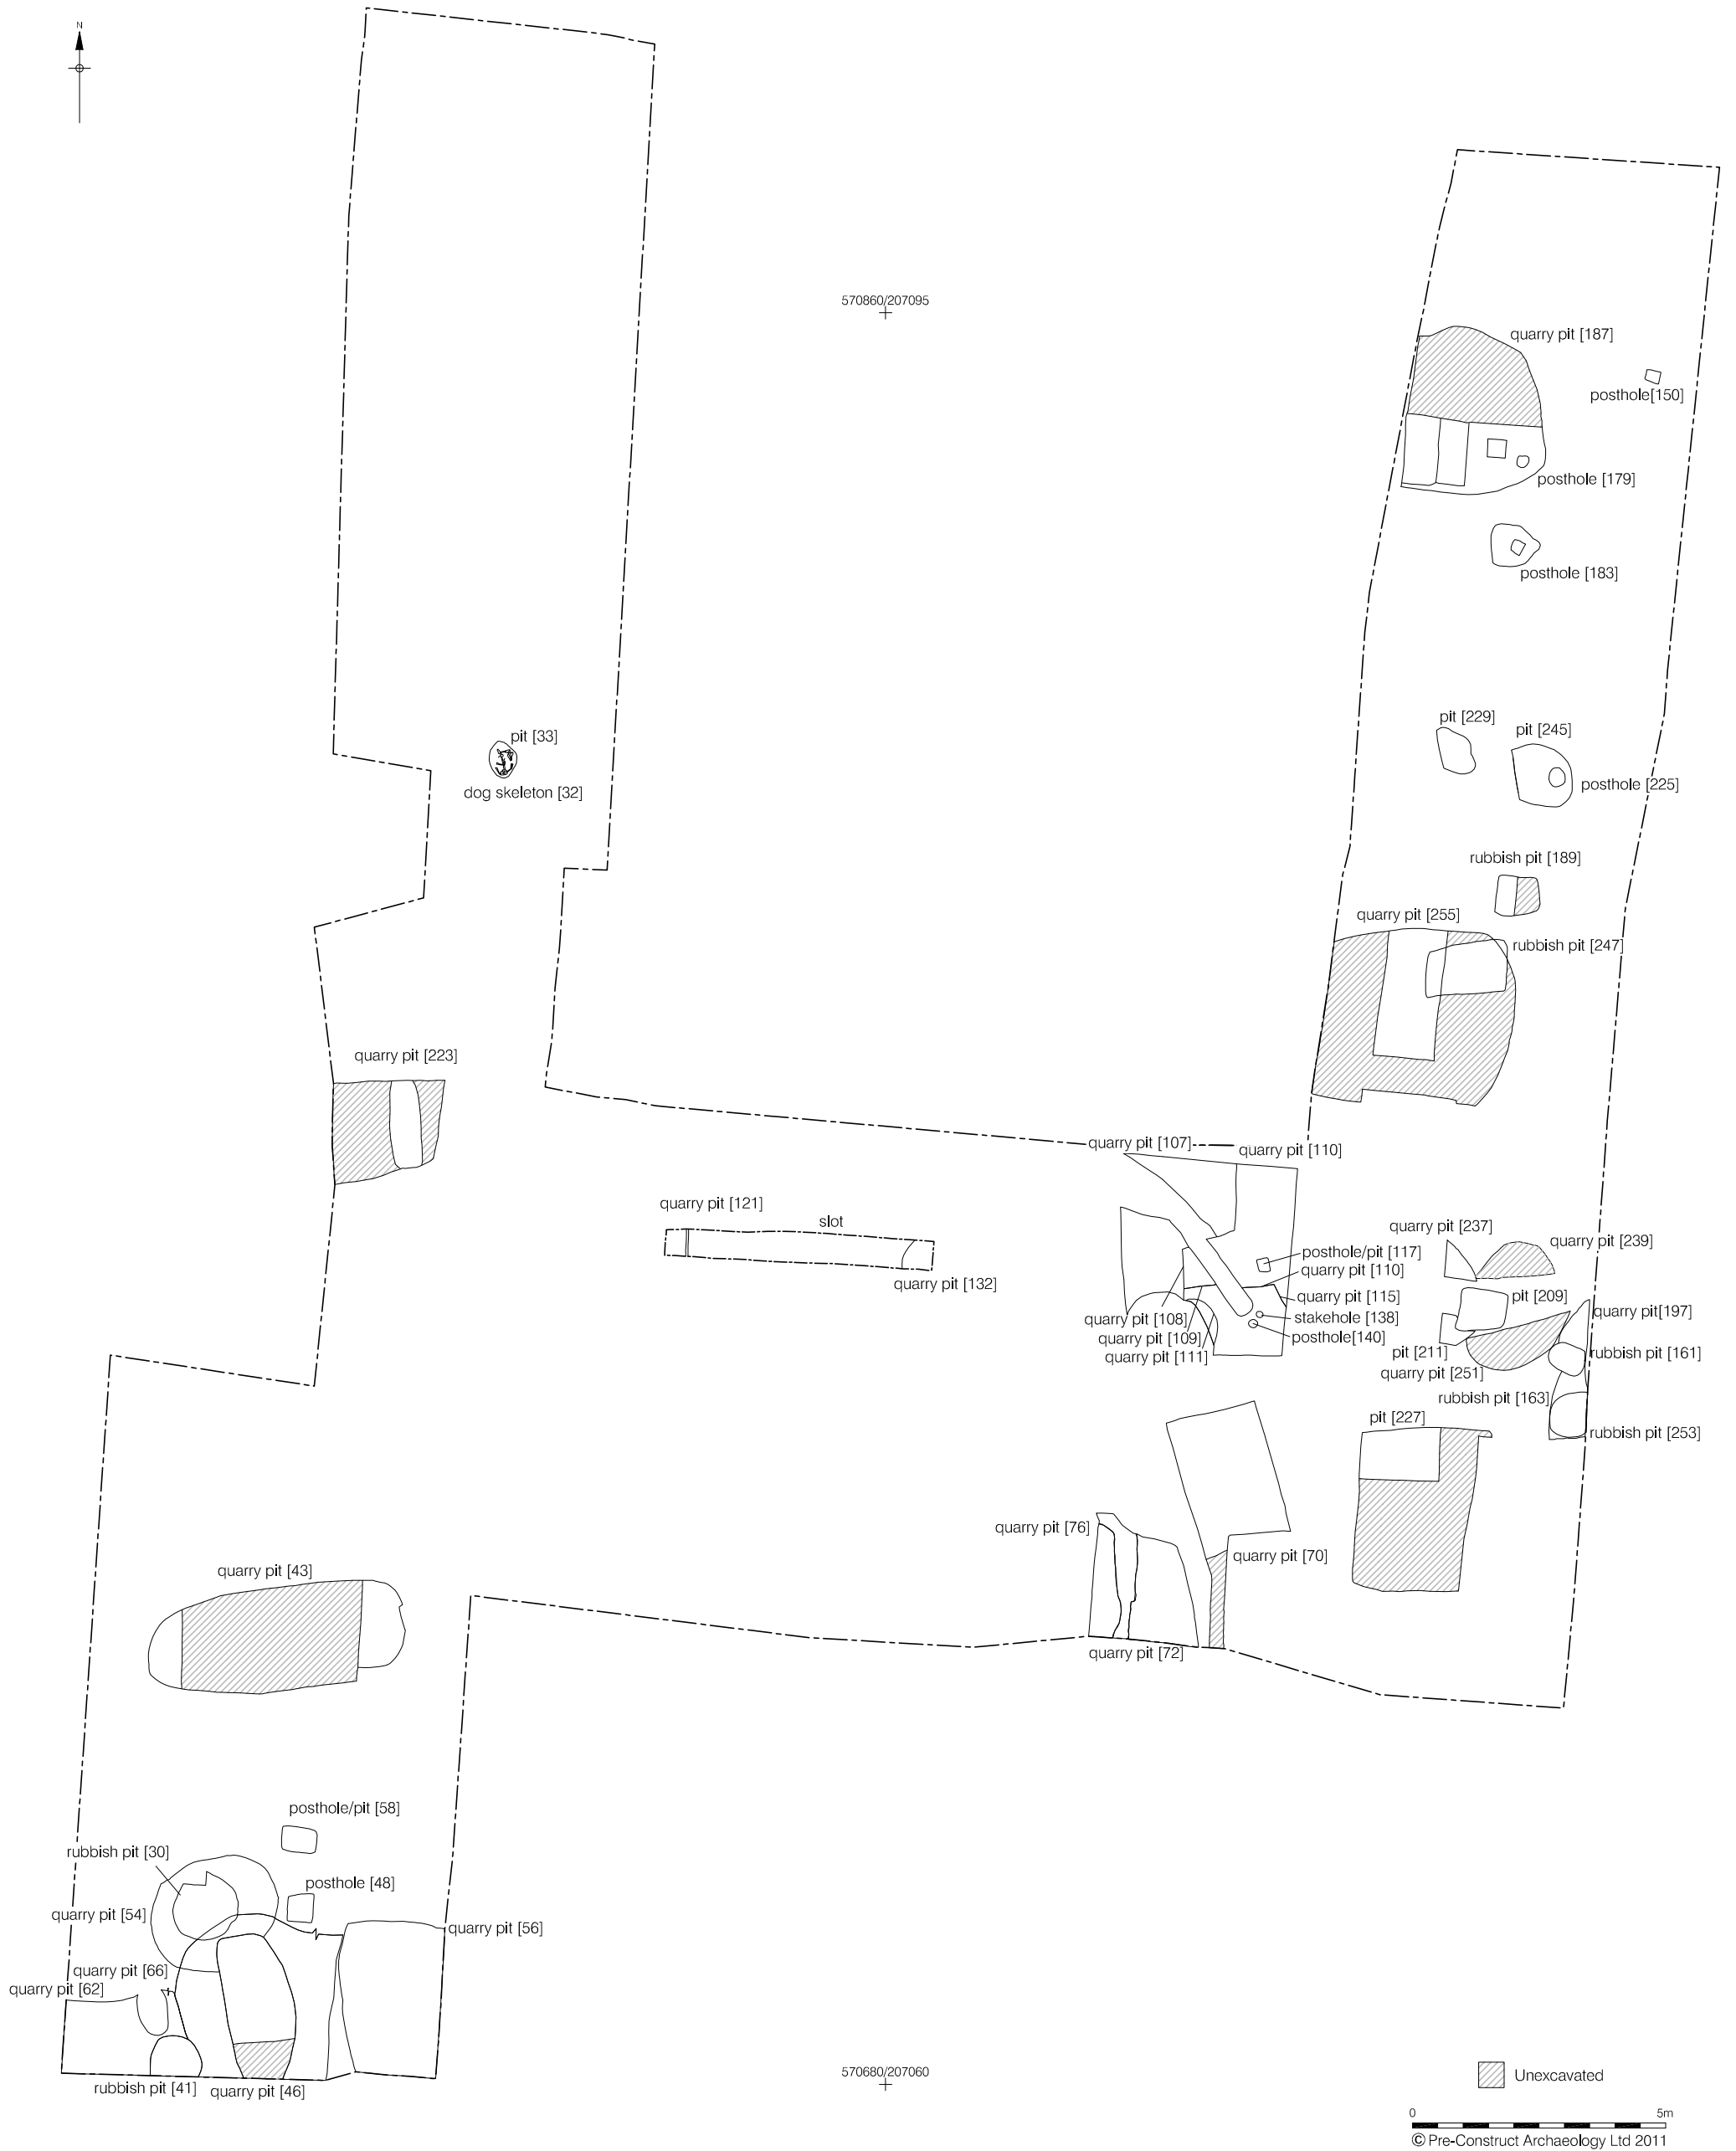 N
570860/207095
quarry pit [187]
posthole[150]
posthole [179]
posthole [183]
pit [33]
dog skeleton [32]
pit [229]
pit [245]
posthole [225]
rubbish pit [189]
quarry pit [255]
rubbish pit [247]
quarry pit [223]
quarry pit [107]
quarry pit [110]
quarry pit [121]
slot
quarry pit [132]
posthole/pit [117]
quarry pit [110]
quarry pit [115]
stakehole [138]
posthole[140]
quarry pit [108]
quarry pit [109]
quarry pit [111]
quarry pit [237]
quarry pit [239]
pit [209]
quarry pit[197]
pit [211]
rubbish pit [161]
quarry pit [251]
rubbish pit [163]
pit [227]
rubbish pit [253]
quarry pit [76]
quarry pit [70]
quarry pit [72]
quarry pit [43]
posthole/pit [58]
rubbish pit [30]
posthole [48]
quarry pit [54]
quarry pit [56]
quarry pit [66]
quarry pit [62]
rubbish pit [41]
quarry pit [46]
570680/207060
Unexcavated
0 5m
© Pre-Construct Archaeology Ltd 2011